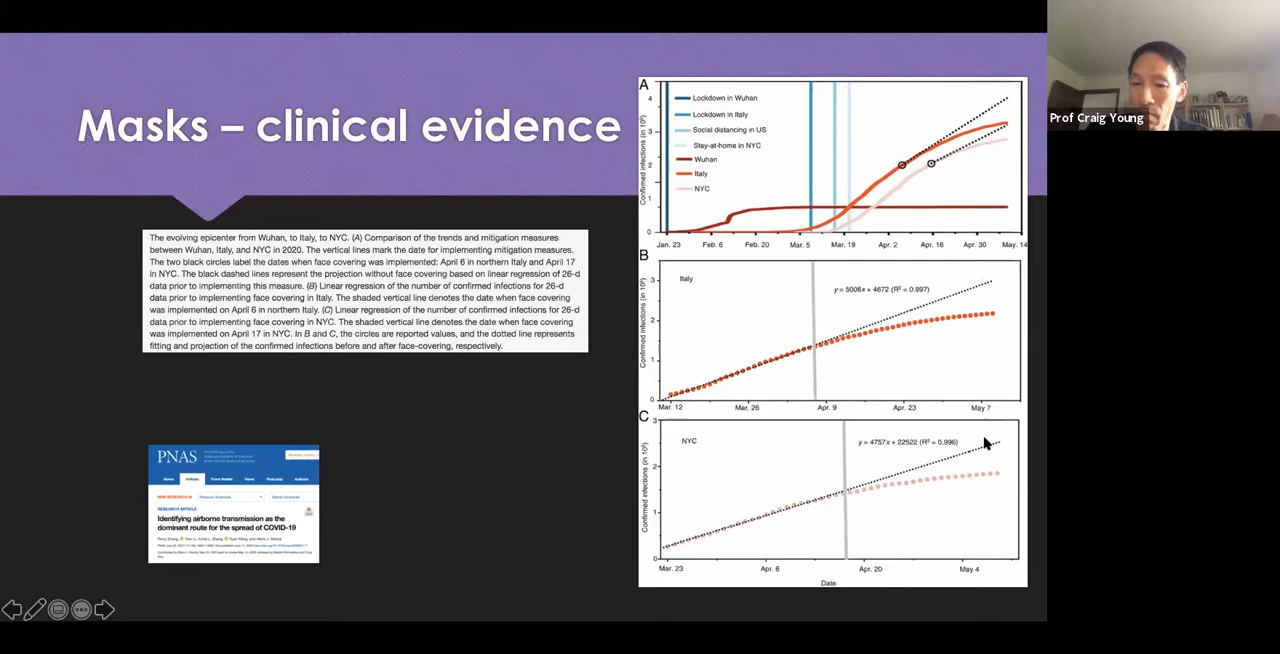 Masks – clinical evidence
The evolving epicenter from Wuhan, to Italy, to NYC. (A) Comparison of the trends and mitigation measures
between Wuhan, Italy, and NYC in 2020. The vertical lines mark the date for implementing mitigation measures.
The two black circles label the dates when face covering was implemented: April 6 in northern Italy and April 17
in NYC. The black dashed lines represent the projection without face covering based on linear regression of 26-d
data prior to implementing this measure. (B) Linear regression of the number of confirmed infections for 26-d
data prior to implementing face covering in Italy. The shaded vertical line denotes the date when face covering
was implemented on April 6 in northern Italy. (C) Linear regression of the number of confirmed infections for 26-d
data prior to implementing face covering in NYC. The shaded vertical line denotes the date when face covering
was implemented on April 17 in NYC. In B and C, the circles are reported values, and the dotted line represents
fitting and projection of the confirmed infections before and after face-covering, respectively.
PNAS
Home Articles Front Matter News Podcasts Authors
NEW RESEARCH IN Physical Sciences Social Sciences
RESEARCH ARTICLE
Identifying airborne transmission as the
dominant route for the spread of COVID-19
A
Confirmed infections (in 10⁵)
4
3
2
1
0
Lockdown in Wuhan
Lockdown in Italy
Social distancing in US
Stay-at-home in NYC
Wuhan
Italy
NYC
Jan. 23 Feb. 6 Feb. 20 Mar. 5 Mar. 19 Apr. 2 Apr. 16 Apr. 30 May. 14
B
Confirmed infections (in 10⁵)
3
2
1
0
Italy
y = 5006x + 4672 (R² = 0.997)
Mar. 12 Mar. 26 Apr. 9 Apr. 23 May 7
C
Confirmed infections (in 10⁵)
3
2
1
0
NYC
y = 4757x + 22522 (R² = 0.996)
Mar. 23 Apr. 6 Apr. 20 May 4
Date
Prof Craig Young